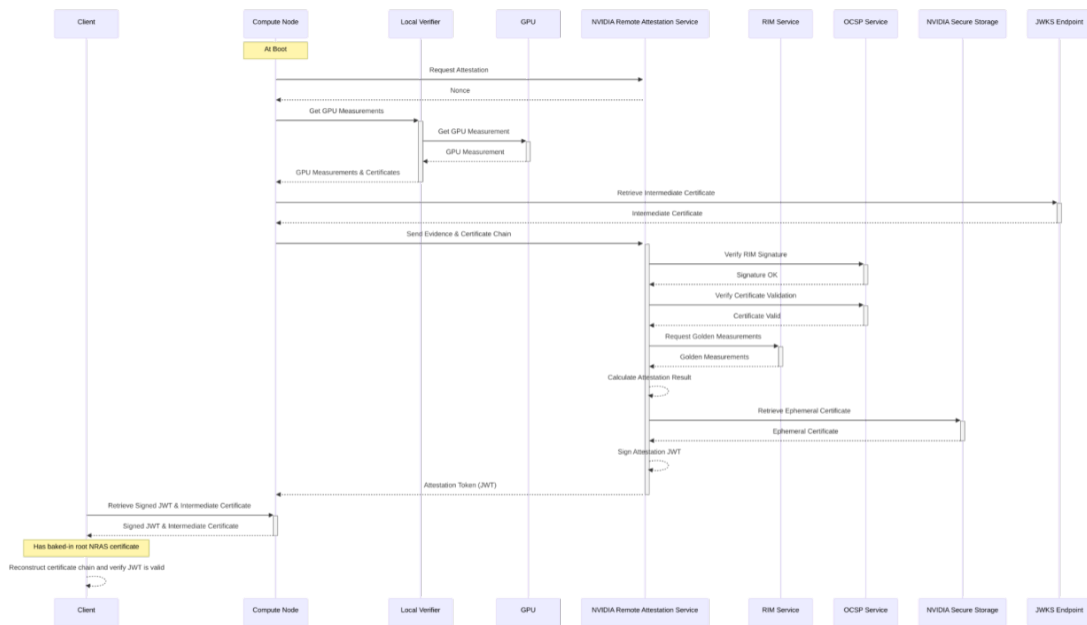 Client
Compute Node
Local Verifier
GPU
NVIDIA Remote Attestation Service
RIM Service
OCSP Service
NVIDIA Secure Storage
JWKS Endpoint
At Boot
Request Attestation
Nonce
Get GPU Measurements
Get GPU Measurement
GPU Measurement
GPU Measurements & Certificates
Retrieve Intermediate Certificate
Intermediate Certificate
Send Evidence & Certificate Chain
Verify RIM Signature
Signature OK
Verify Certificate Validation
Certificate Valid
Request Golden Measurements
Golden Measurements
Calculate Attestation Result
Retrieve Ephemeral Certificate
Ephemeral Certificate
Sign Attestation JWT
Attestation Token (JWT)
Retrieve Signed JWT & Intermediate Certificate
Signed JWT & Intermediate Certificate
Has baked-in root NRAS certificate
Reconstruct certificate chain and verify JWT is valid
Client
Compute Node
Local Verifier
GPU
NVIDIA Remote Attestation Service
RIM Service
OCSP Service
NVIDIA Secure Storage
JWKS Endpoint